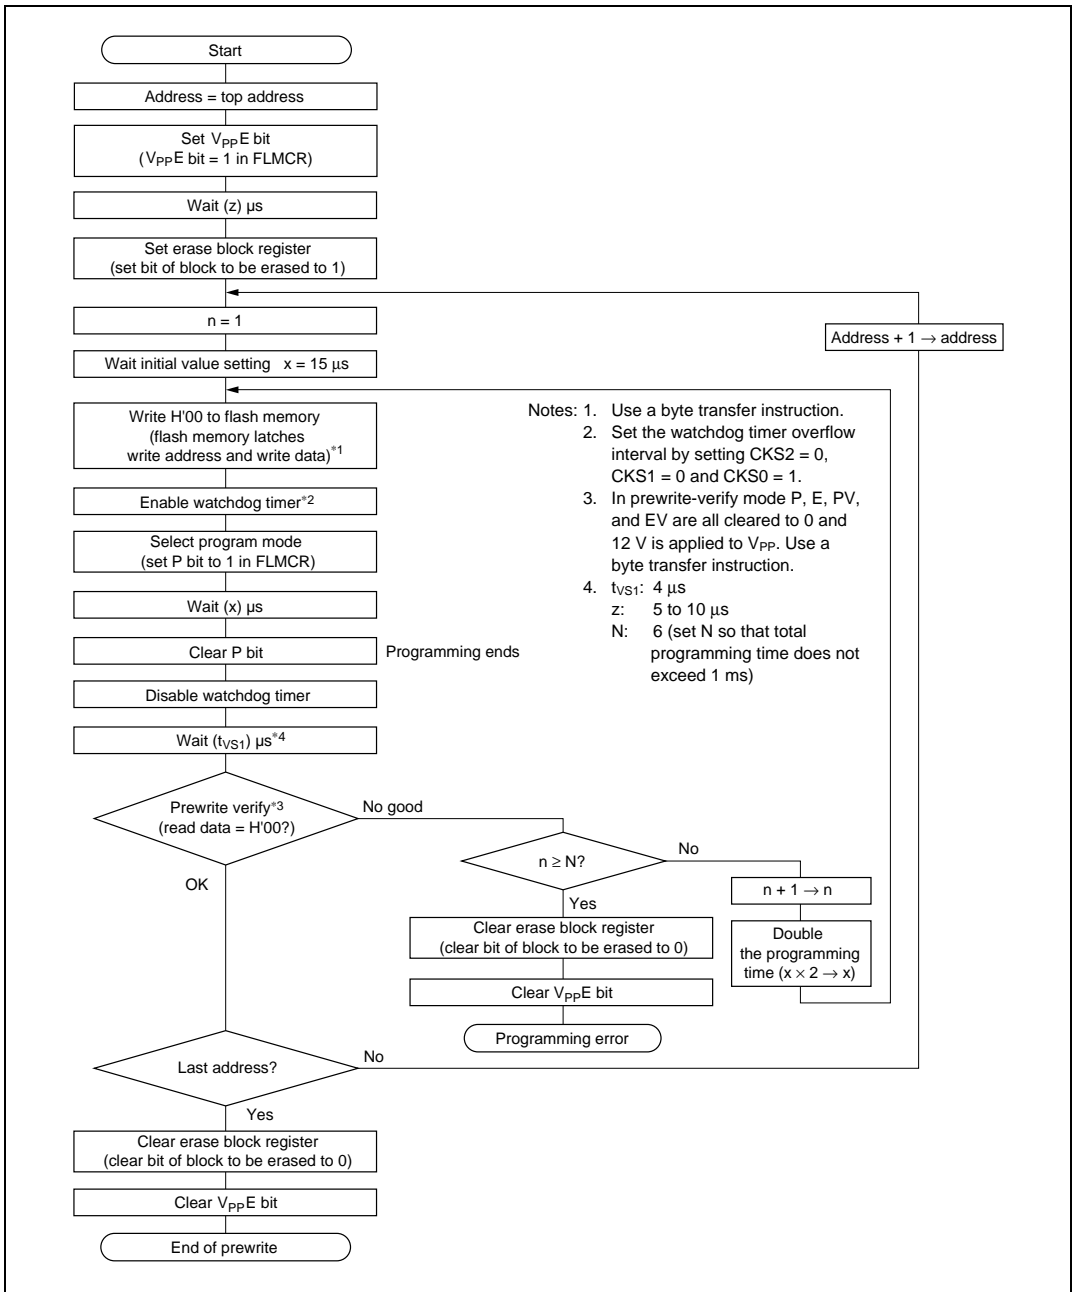 Start
Address = top address
Set VPPE bit
(VPPE bit = 1 in FLMCR)
Wait (z) µs
Set erase block register
(set bit of block to be erased to 1)
n = 1
Address + 1 → address
Wait initial value setting x = 15 µs
Write H'00 to flash memory
(flash memory latches
write address and write data)*1
Enable watchdog timer*2
Select program mode
(set P bit to 1 in FLMCR)
Wait (x) µs
Clear P bit
Programming ends
Disable watchdog timer
Wait (tVS1) µs*4
Notes: 1. Use a byte transfer instruction.
2. Set the watchdog timer overflow
interval by setting CKS2 = 0,
CKS1 = 0 and CKS0 = 1.
3. In prewrite-verify mode P, E, PV,
and EV are all cleared to 0 and
12 V is applied to VPP. Use a
byte transfer instruction.
4. tVS1: 4 µs
z: 5 to 10 µs
N: 6 (set N so that total
programming time does not
exceed 1 ms)
Prewrite verify*3
(read data = H'00?)
No good
OK
n ≥ N?
No
Yes
n + 1 → n
Double
the programming
time (x × 2 → x)
Clear erase block register
(clear bit of block to be erased to 0)
Clear VPPE bit
Programming error
Last address?
No
Yes
Clear erase block register
(clear bit of block to be erased to 0)
Clear VPPE bit
End of prewrite